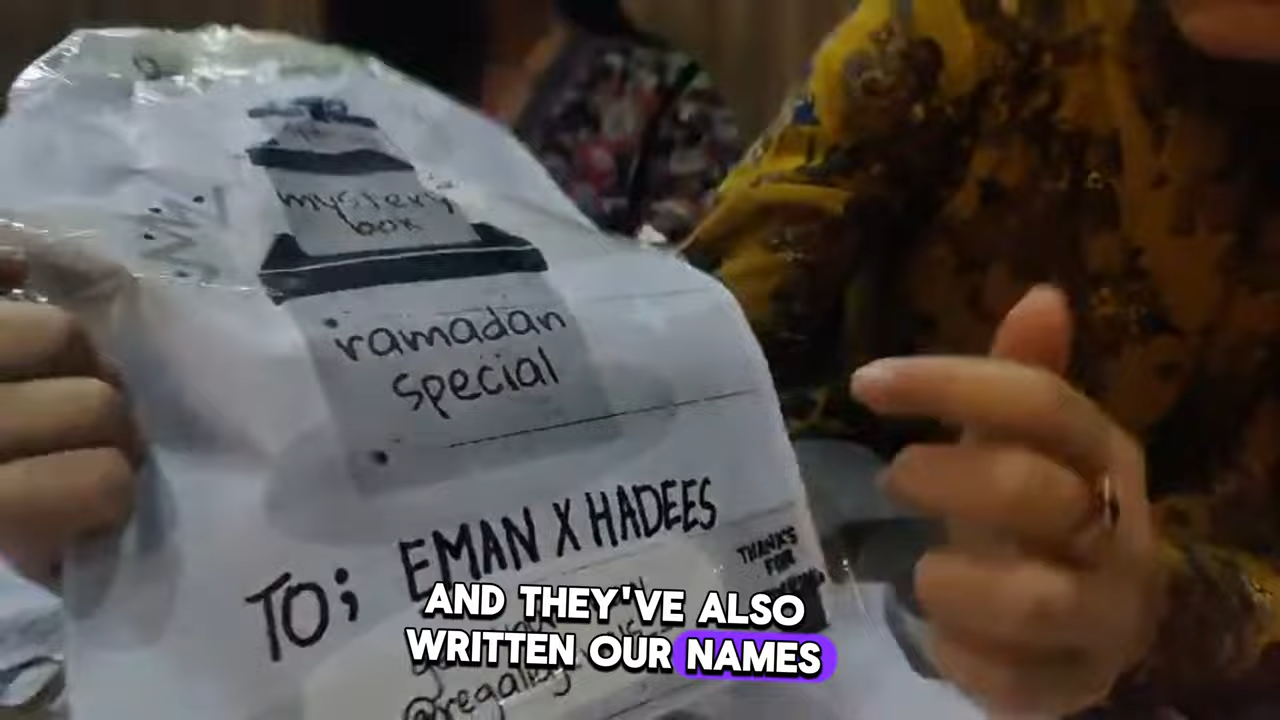 mystery
box
ramadan
special
TO; EMAN X HADEES
THANKS
FOR
AND THEY'VE ALSO
WRITTEN OUR NAMES